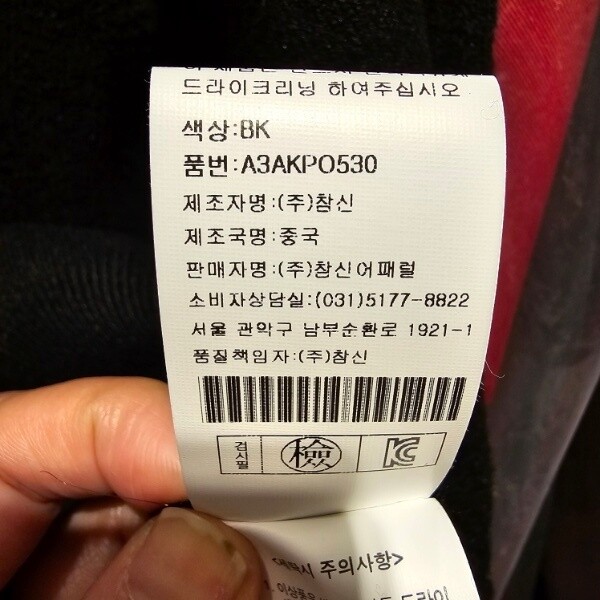 드라이크리닝 하여주십시오
색상:BK
품번:A3AKPO530
제조자명:(주)참신
제조국명:중국
판매자명:(주)참신어패럴
소비자상담실:(031)5177-8822
서울 관악구 남부순환로 1921-1
품질책임자:(주)참신
검사필 檢 KC
주의사항>
드라이